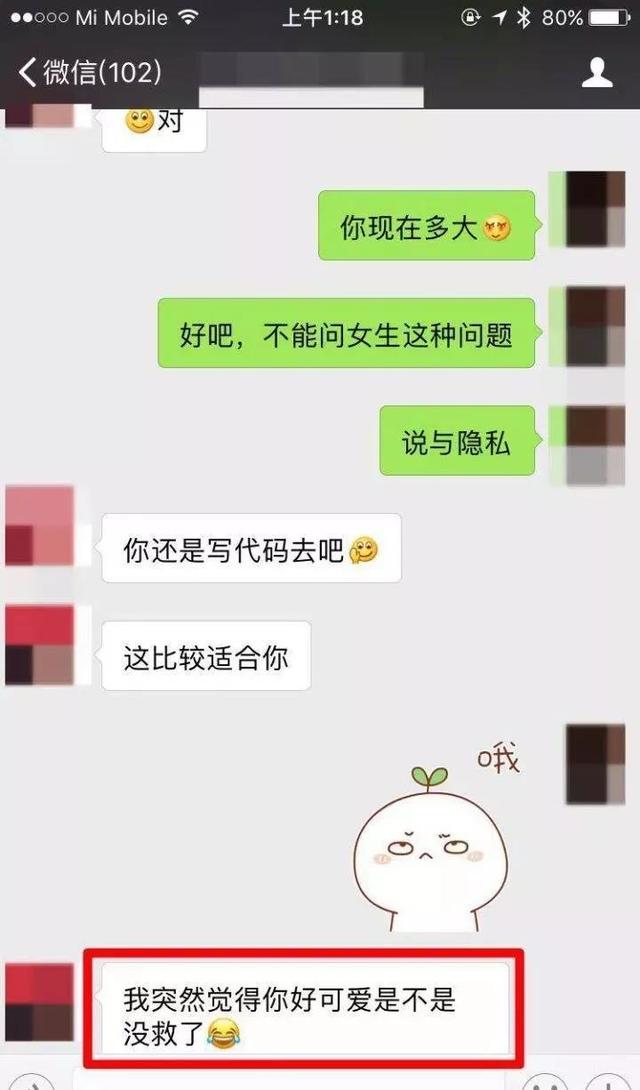 Mi Mobile 上午1:18 80%
微信(102)
对
你现在多大
好吧，不能问女生这种问题
说与隐私
你还是写代码去吧
这比较适合你
哦
我突然觉得你好可爱是不是
没救了